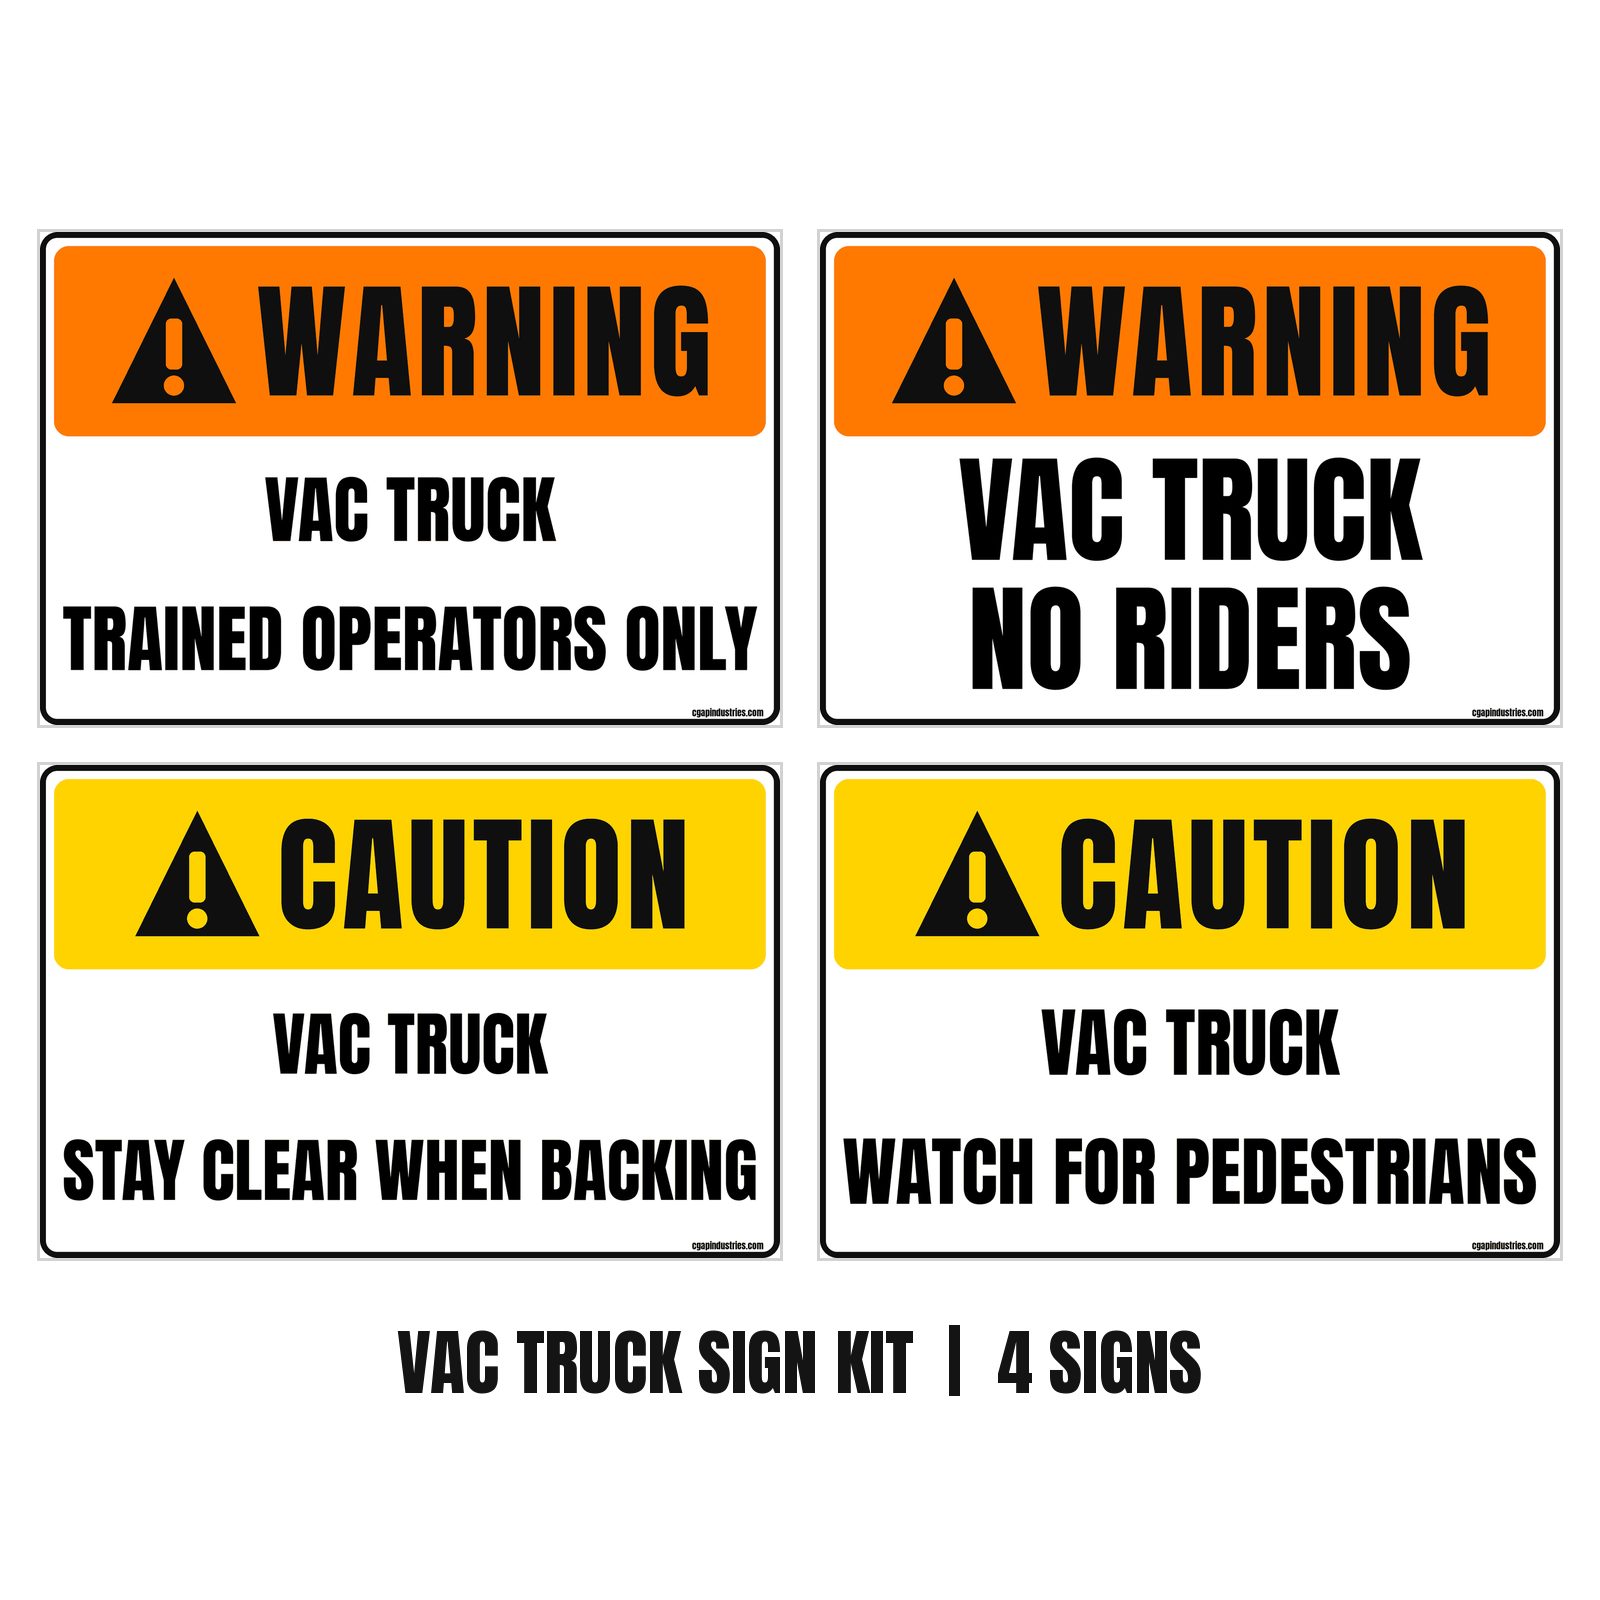 WARNING
VAC TRUCK
TRAINED OPERATORS ONLY
cgapindustries.com
WARNING
VAC TRUCK
NO RIDERS
cgapindustries.com
CAUTION
VAC TRUCK
STAY CLEAR WHEN BACKING
cgapindustries.com
CAUTION
VAC TRUCK
WATCH FOR PEDESTRIANS
cgapindustries.com
VAC TRUCK SIGN KIT | 4 SIGNS